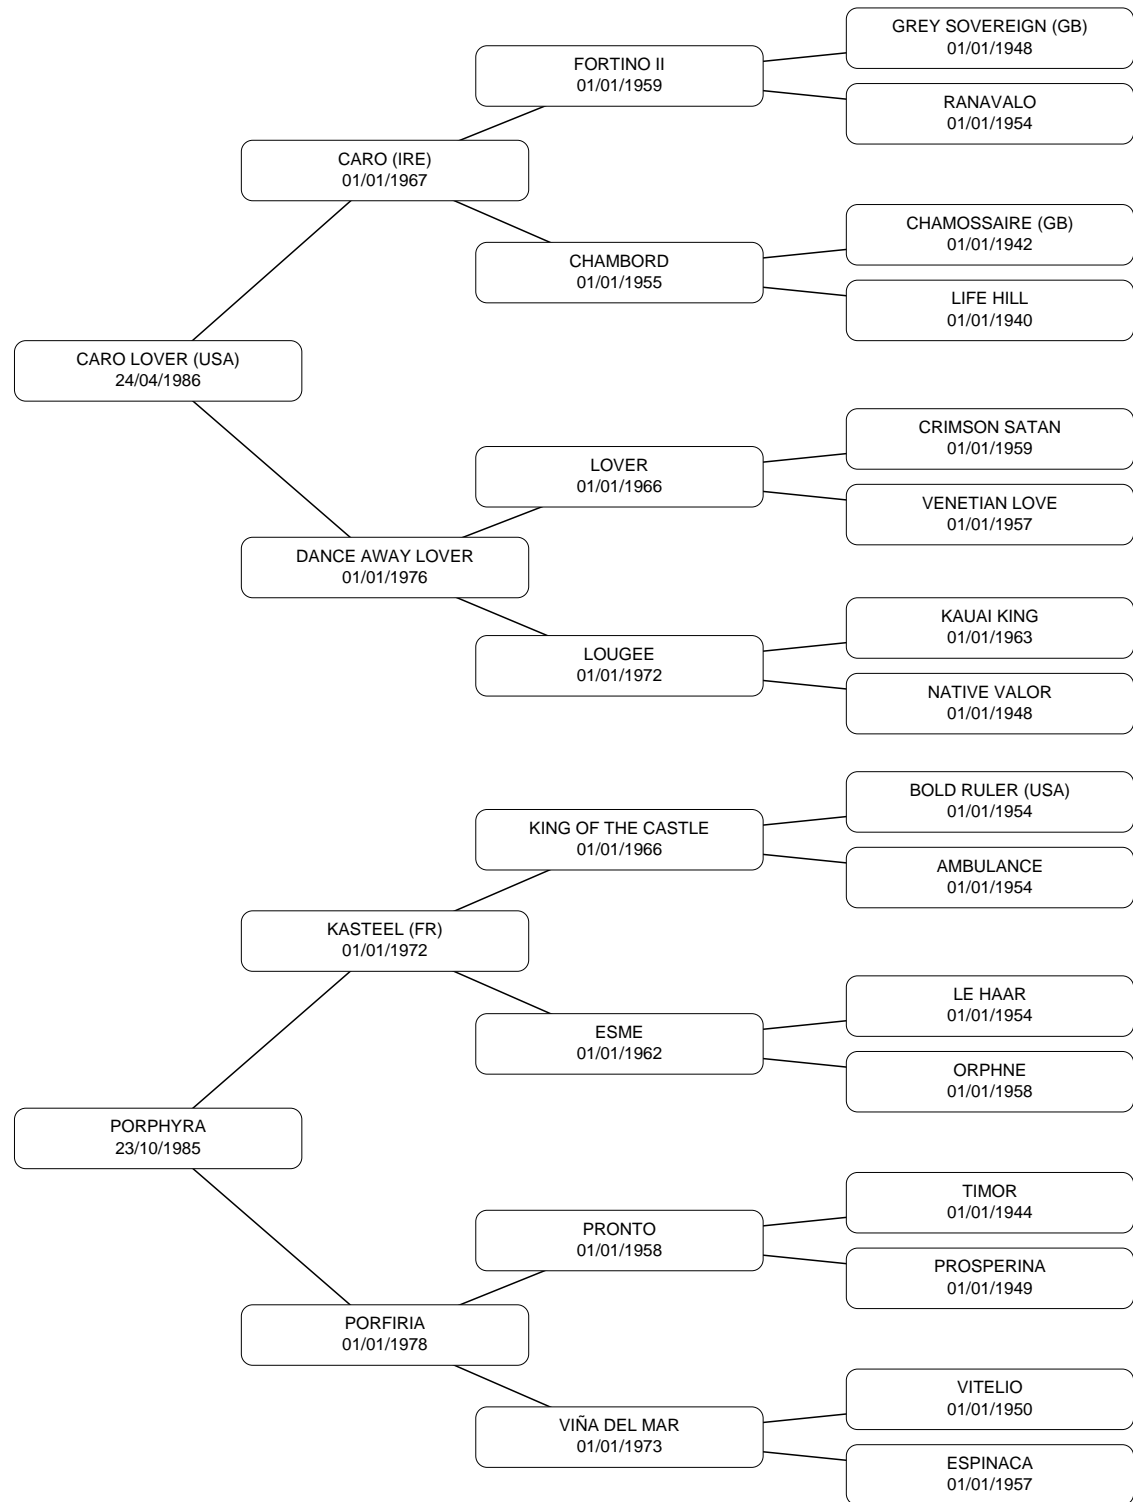 GREY SOVEREIGN (GB)
01/01/1948
FORTINO II
01/01/1959
RANAVALO
01/01/1954
CARO (IRE)
01/01/1967
CHAMOSSAIRE (GB)
01/01/1942
CHAMBORD
01/01/1955
LIFE HILL
01/01/1940
CARO LOVER (USA)
24/04/1986
CRIMSON SATAN
01/01/1959
LOVER
01/01/1966
VENETIAN LOVE
01/01/1957
DANCE AWAY LOVER
01/01/1976
KAUAI KING
01/01/1963
LOUGEE
01/01/1972
NATIVE VALOR
01/01/1948
BOLD RULER (USA)
01/01/1954
KING OF THE CASTLE
01/01/1966
AMBULANCE
01/01/1954
KASTEEL (FR)
01/01/1972
LE HAAR
01/01/1954
ESME
01/01/1962
ORPHNE
01/01/1958
PORPHYRA
23/10/1985
TIMOR
01/01/1944
PRONTO
01/01/1958
PROSPERINA
01/01/1949
PORFIRIA
01/01/1978
VITELIO
01/01/1950
VIÑA DEL MAR
01/01/1973
ESPINACA
01/01/1957